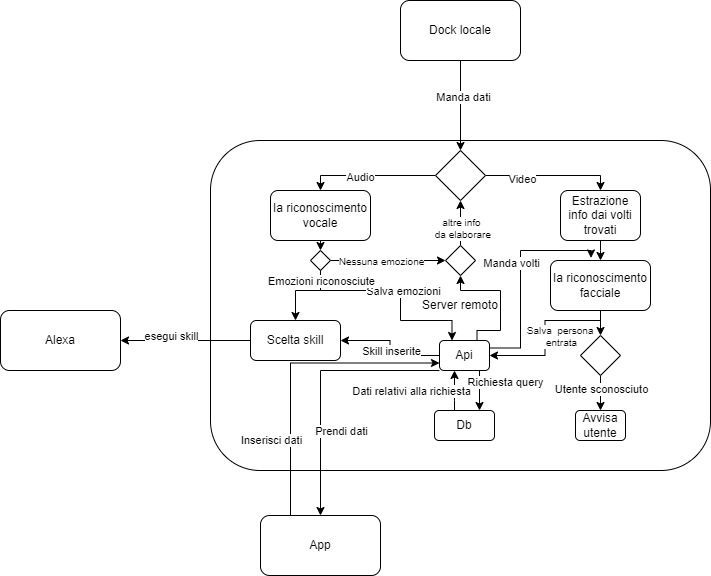 Dock locale
Manda dati
Audio
Video
Ia riconoscimento
vocale
Estrazione
info dai volti
trovati
altre info
da elaborare
Nessuna emozione
Manda volti
Ia riconoscimento
facciale
Emozioni riconosciute
Salva emozioni
Server remoto
Alexa
esegui skill
Scelta skill
Skill inserite
Api
Salva persona
entrata
Richiesta query
Dati relativi alla richiesta
Utente sconosciuto
Db
Avvisa
utente
Inserisci dati
Prendi dati
App